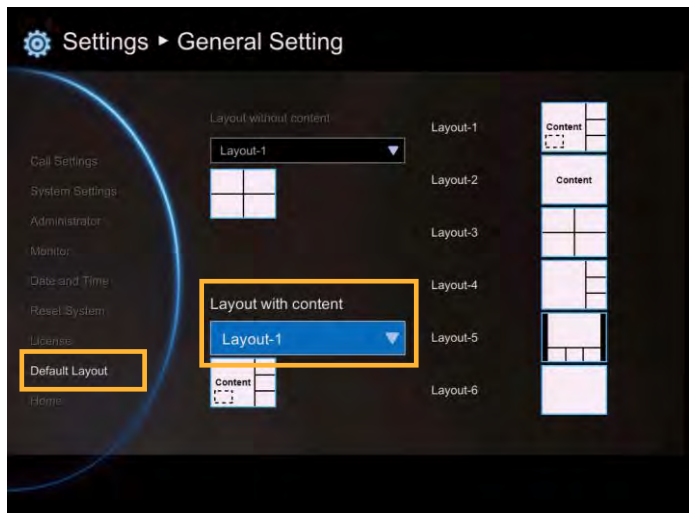 Settings ▸ General Setting
Call Settings
System Settings
Administrator
Monitor
Date and Time
Reset System
License
Default Layout
Home
Layout without content
Layout-1
Layout with content
Layout-1
Content
Layout-1
Content
Layout-2
Content
Layout-3
Layout-4
Layout-5
Layout-6